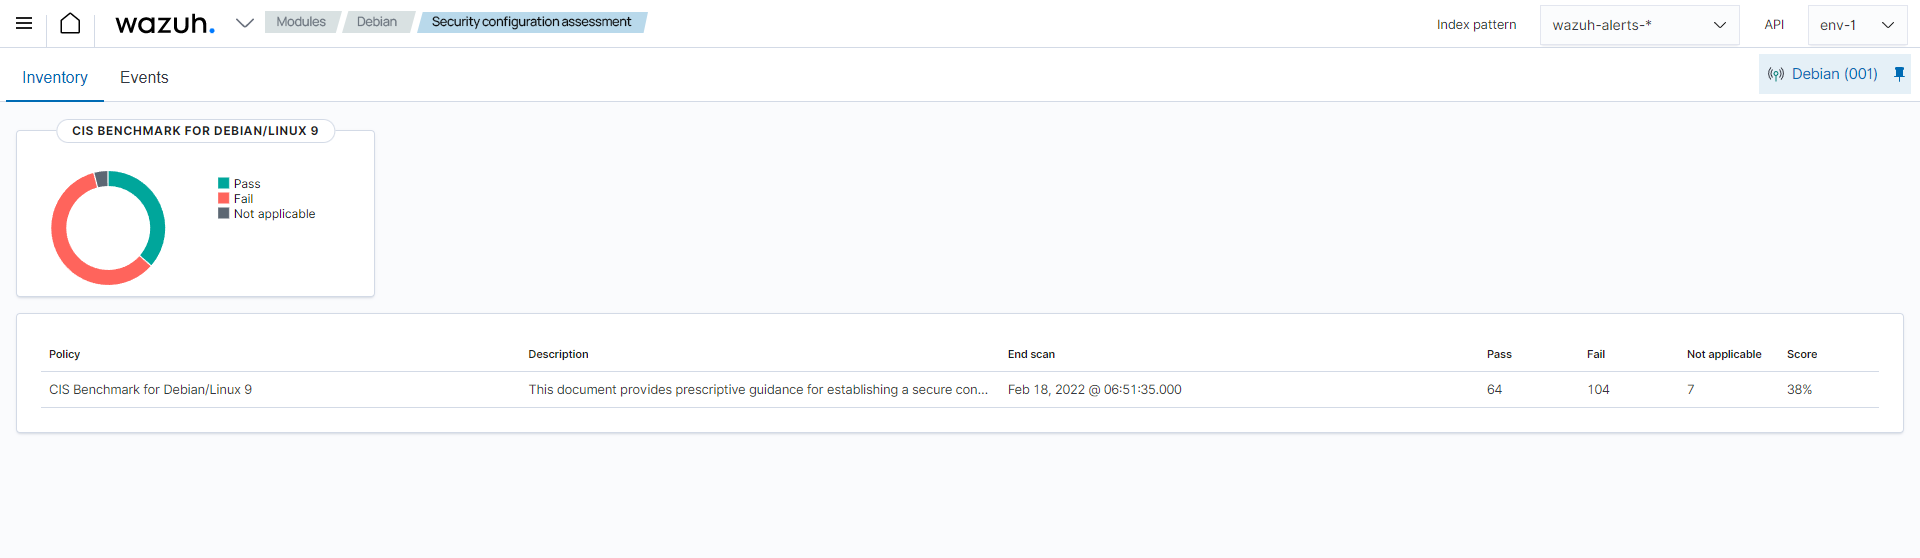 wazuh. Modules Debian Security configuration assessment Index pattern wazuh-alerts-* API env-1
Inventory Events Debian (001)
CIS BENCHMARK FOR DEBIAN/LINUX 9
Pass
Fail
Not applicable
Policy Description End scan Pass Fail Not applicable Score
CIS Benchmark for Debian/Linux 9 This document provides prescriptive guidance for establishing a secure con... Feb 18, 2022 @ 06:51:35.000 64 104 7 38%